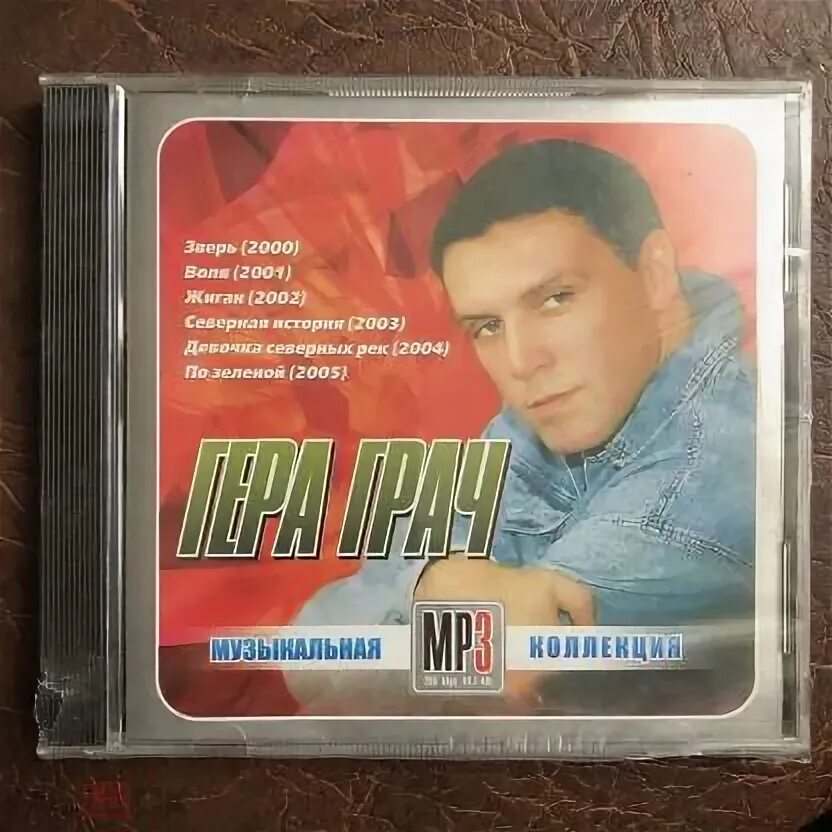 Зверь (2000)
Воля (2001)
Жиган (2002)
Северная история (2003)
Девочка северных рек (2004)
По зеленой (2005)
ГЕРА ГРАЧ
МУЗЫКАЛЬНАЯ MP3 КОЛЛЕКЦИЯ